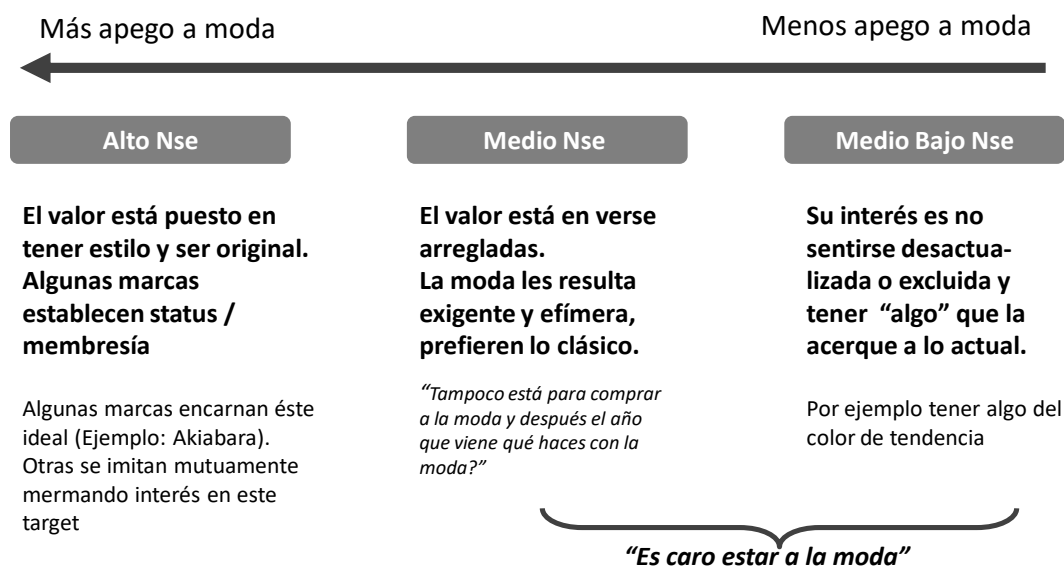 Más apego a moda
Menos apego a moda
Alto Nse
El valor está puesto en
tener estilo y ser original.
Algunas marcas
establecen status /
membresía
Algunas marcas encarnan éste
ideal (Ejemplo: Akiabara).
Otras se imitan mutuamente
mermando interés en este
target
Medio Nse
El valor está en verse
arregladas.
La moda les resulta
exigente y efímera,
prefieren lo clásico.
“Tampoco está para comprar
a la moda y después el año
que viene qué haces con la
moda?”
Medio Bajo Nse
Su interés es no
sentirse desactua-
lizada o excluida y
tener “algo” que la
acerque a lo actual.
Por ejemplo tener algo del
color de tendencia
“Es caro estar a la moda”